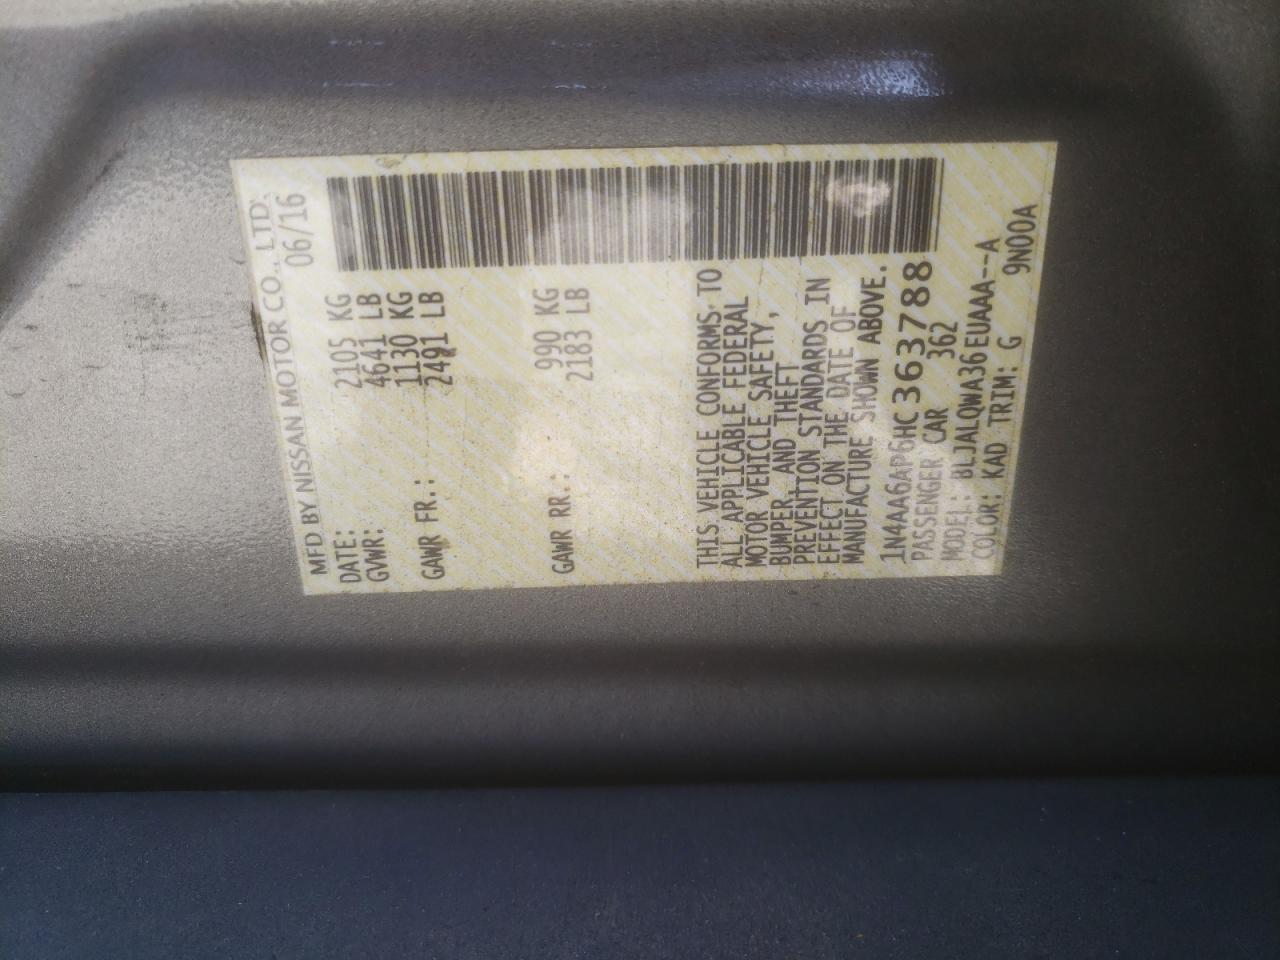 MFD BY NISSAN MOTOR CO., LTD.
DATE: 06/16
GVWR: 2105 KG
4641 LB
GAWR FR.: 1130 KG
2491 LB
GAWR RR.: 990 KG
2183 LB
THIS VEHICLE CONFORMS TO
ALL APPLICABLE FEDERAL
MOTOR VEHICLE SAFETY,
BUMPER, AND THEFT
PREVENTION STANDARDS IN
EFFECT ON THE DATE OF
MANUFACTURE SHOWN ABOVE.
1N4AA6AP6HC363788
PASSENGER CAR 362
MODEL: BLJALQWA36EUAAA--A
COLOR: KAD TRIM: G 9N00A